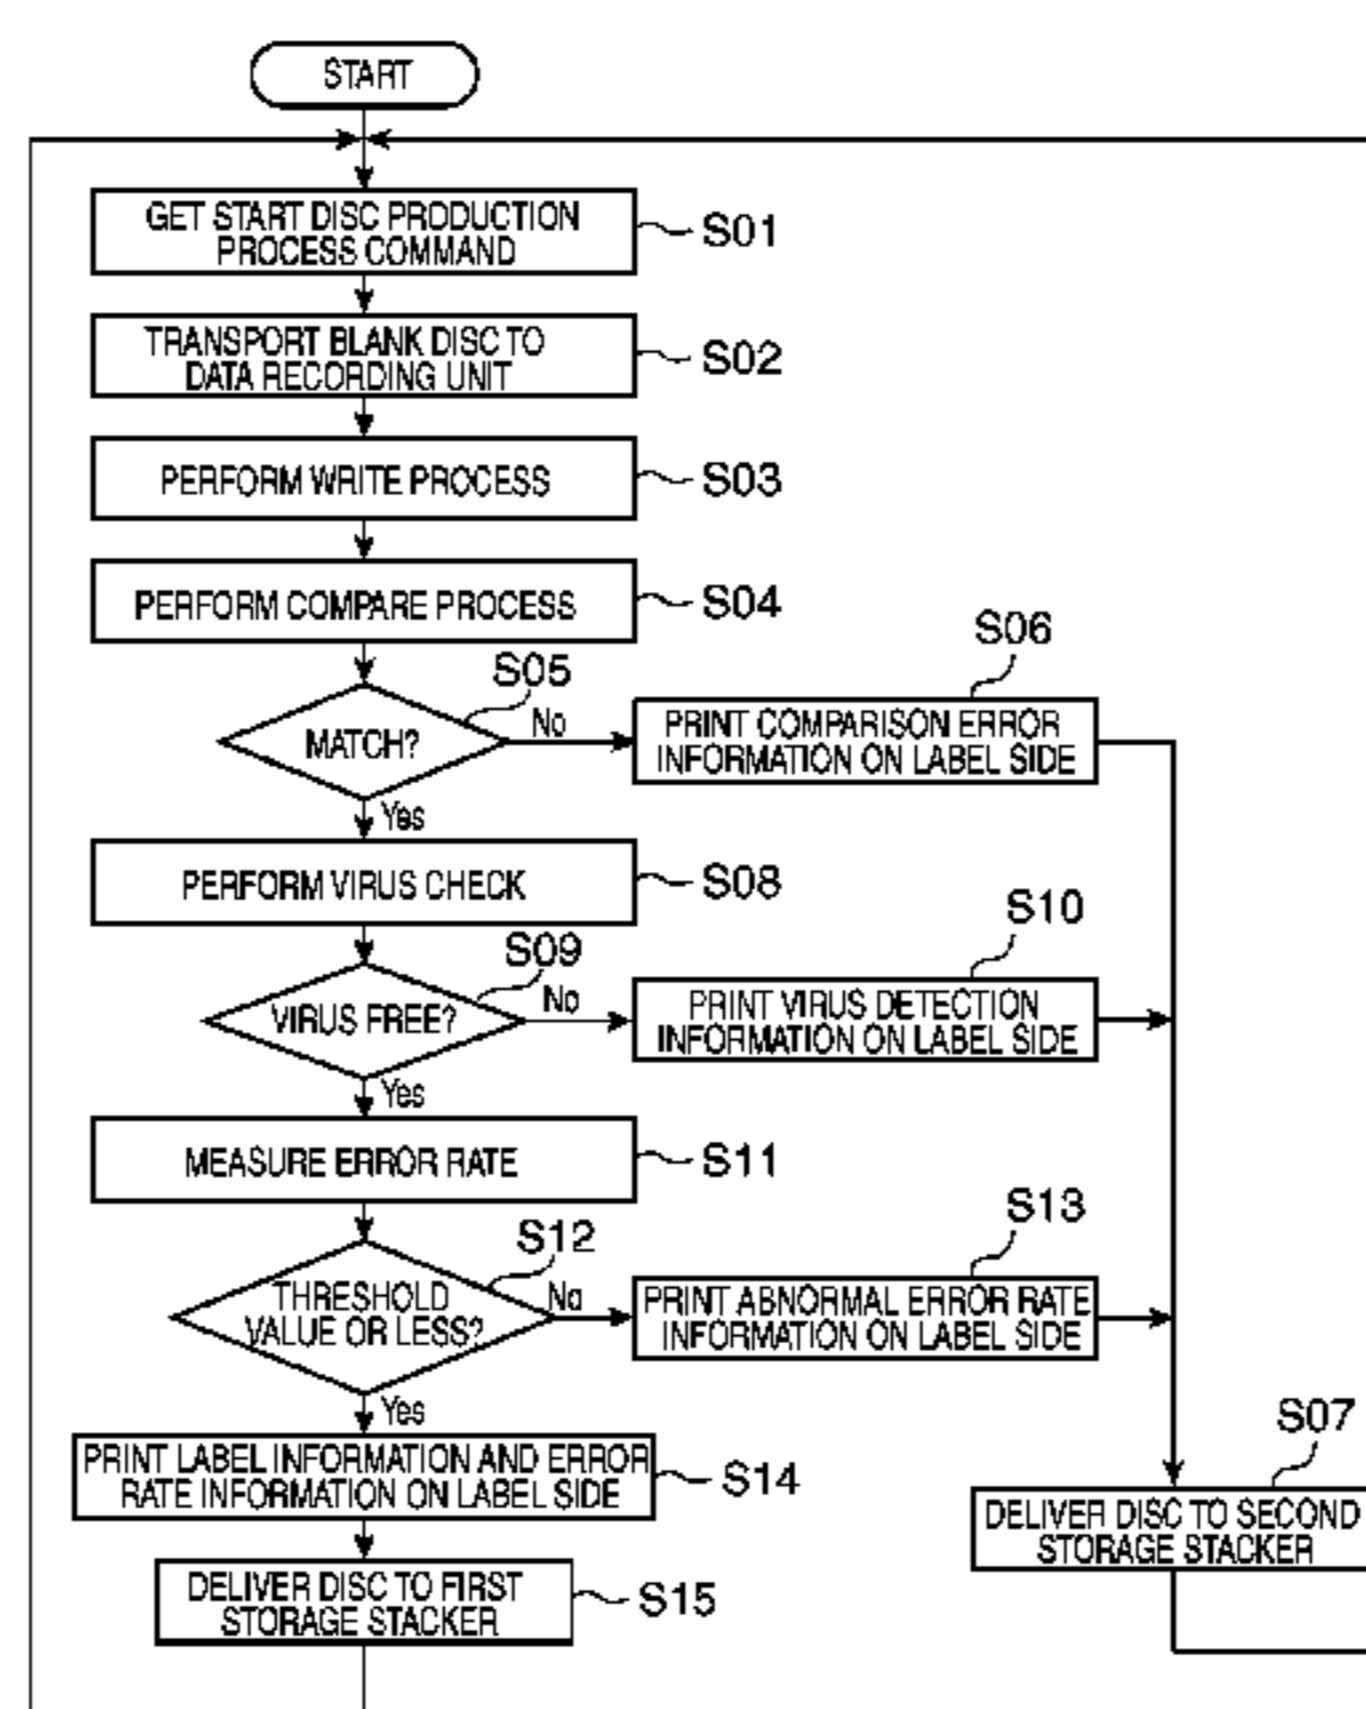 START
GET START DISC PRODUCTION
PROCESS COMMAND
S01
TRANSPORT BLANK DISC TO
DATA RECORDING UNIT
S02
PERFORM WRITE PROCESS
S03
PERFORM COMPARE PROCESS
S04
S05
MATCH?
No
Yes
S06
PRINT COMPARISON ERROR
INFORMATION ON LABEL SIDE
PERFORM VIRUS CHECK
S08
S09
VIRUS FREE?
No
Yes
S10
PRINT VIRUS DETECTION
INFORMATION ON LABEL SIDE
MEASURE ERROR RATE
S11
S12
THRESHOLD
VALUE OR LESS?
No
Yes
S13
PRINT ABNORMAL ERROR RATE
INFORMATION ON LABEL SIDE
PRINT LABEL INFORMATION AND ERROR
RATE INFORMATION ON LABEL SIDE
S14
S07
DELIVER DISC TO SECOND
STORAGE STACKER
DELIVER DISC TO FIRST
STORAGE STACKER
S15